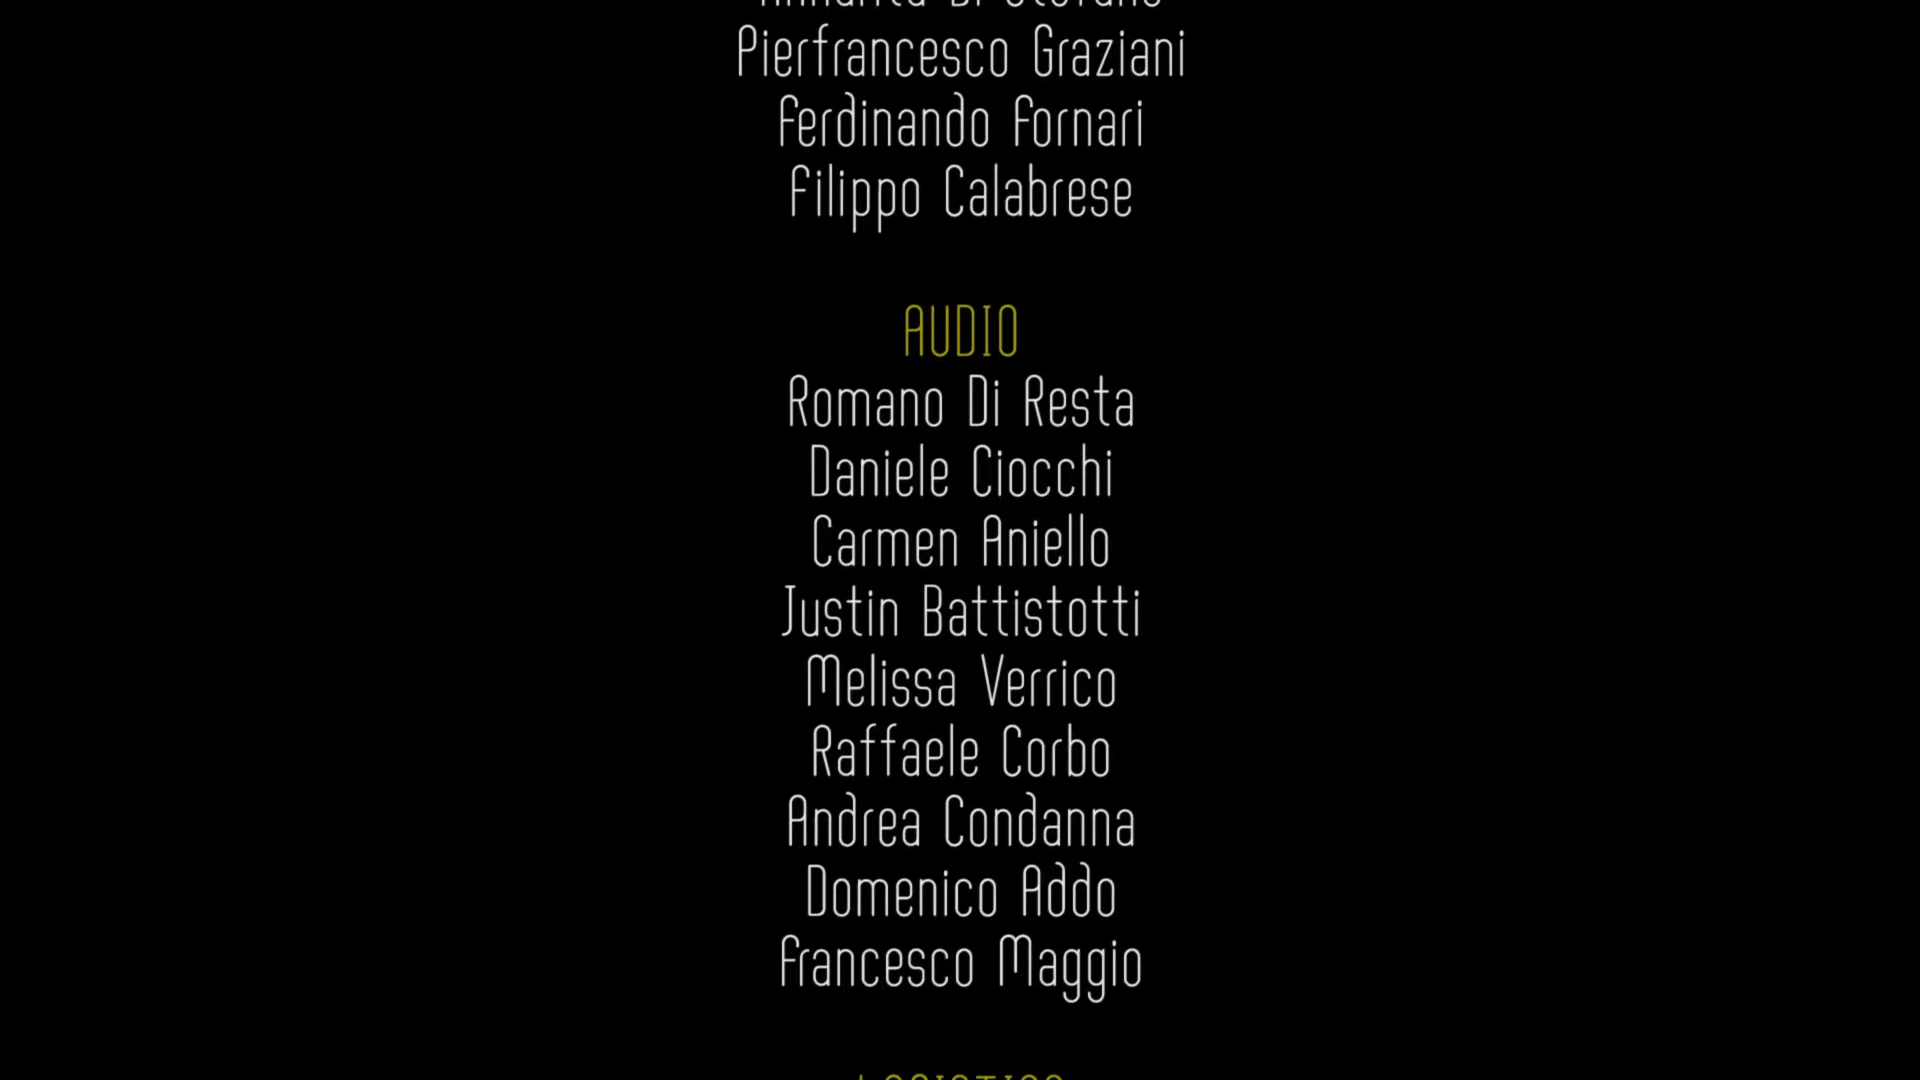 Pierfrancesco Graziani
Ferdinando Fornari
Filippo Calabrese
AUDIO
Romano Di Resta
Daniele Ciocchi
Carmen Aniello
Justin Battistotti
Melissa Verrico
Raffaele Corbo
Andrea Condanna
Domenico Addo
Francesco Maggio